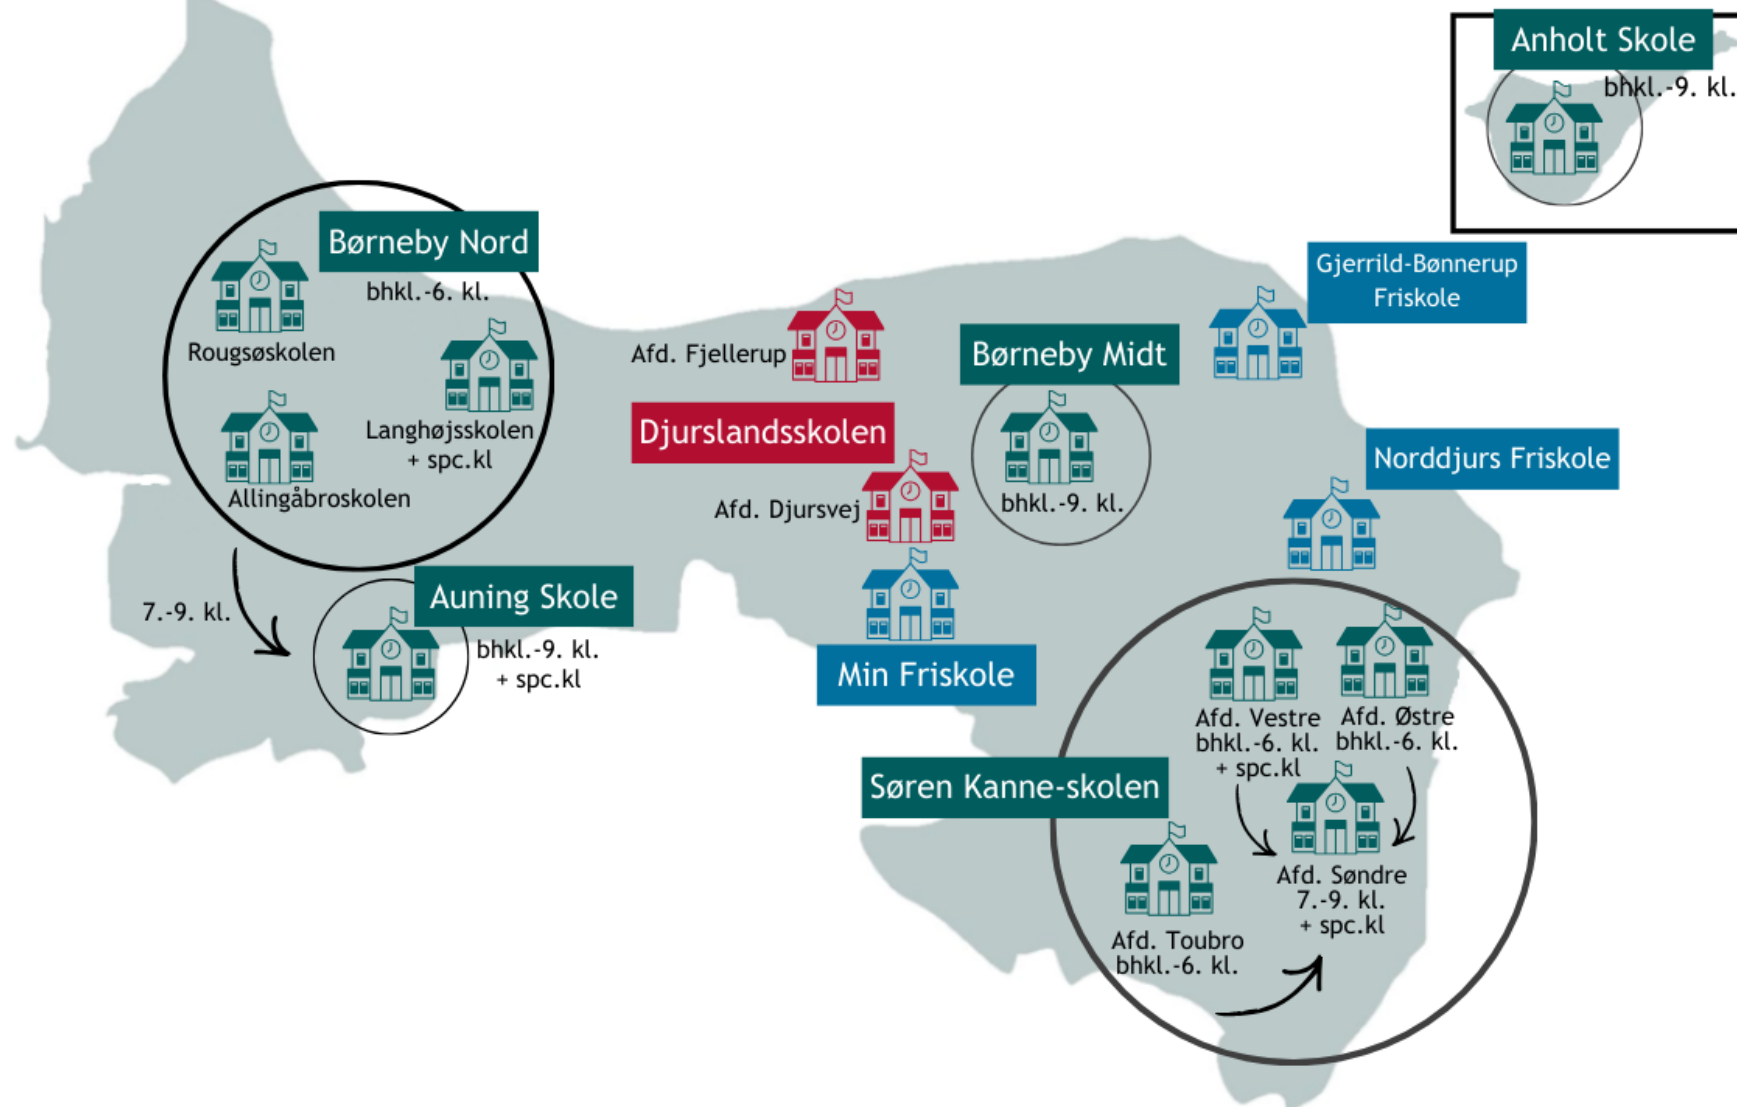 Anholt Skole
bhkl.-9. kl.
Børneby Nord
bhkl.-6. kl.
Rougsøskolen
Langhøjsskolen
+ spc.kl
Allingåbroskolen
7.-9. kl.
Auning Skole
bhkl.-9. kl.
+ spc.kl
Afd. Fjellerup
Djurslandsskolen
Afd. Djursvej
Min Friskole
Børneby Midt
bhkl.-9. kl.
Gjerrild-Bønnerup
Friskole
Norddjurs Friskole
Søren Kanne-skolen
Afd. Vestre
bhkl.-6. kl.
+ spc.kl
Afd. Østre
bhkl.-6. kl.
Afd. Søndre
7.-9. kl.
+ spc.kl
Afd. Toubro
bhkl.-6. kl.